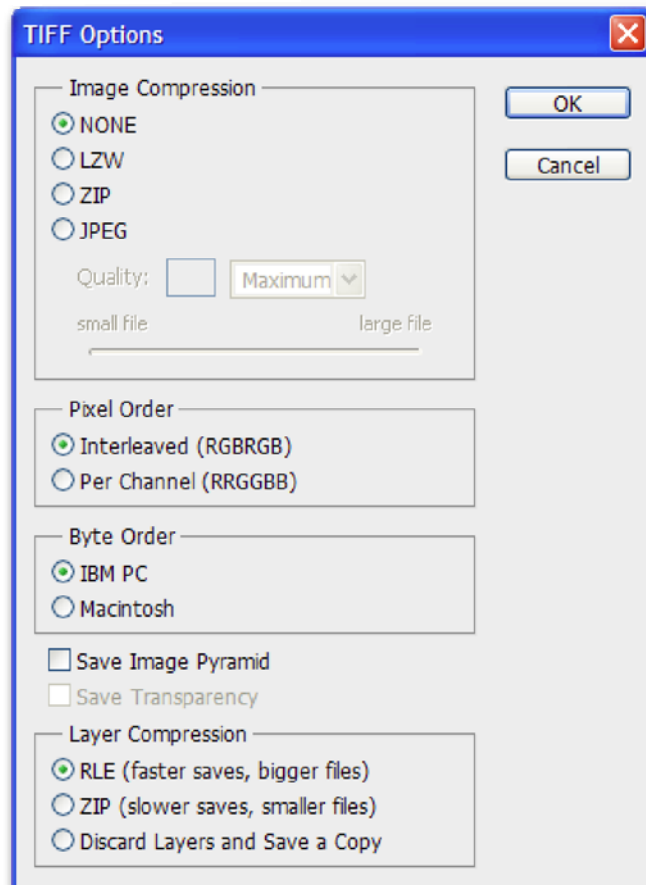 TIFF Options
Image Compression
NONE
LZW
ZIP
JPEG
Quality:
Maximum
small file
large file
Pixel Order
Interleaved (RGBRGB)
Per Channel (RRGGBB)
Byte Order
IBM PC
Macintosh
Save Image Pyramid
Save Transparency
Layer Compression
RLE (faster saves, bigger files)
ZIP (slower saves, smaller files)
Discard Layers and Save a Copy
OK
Cancel